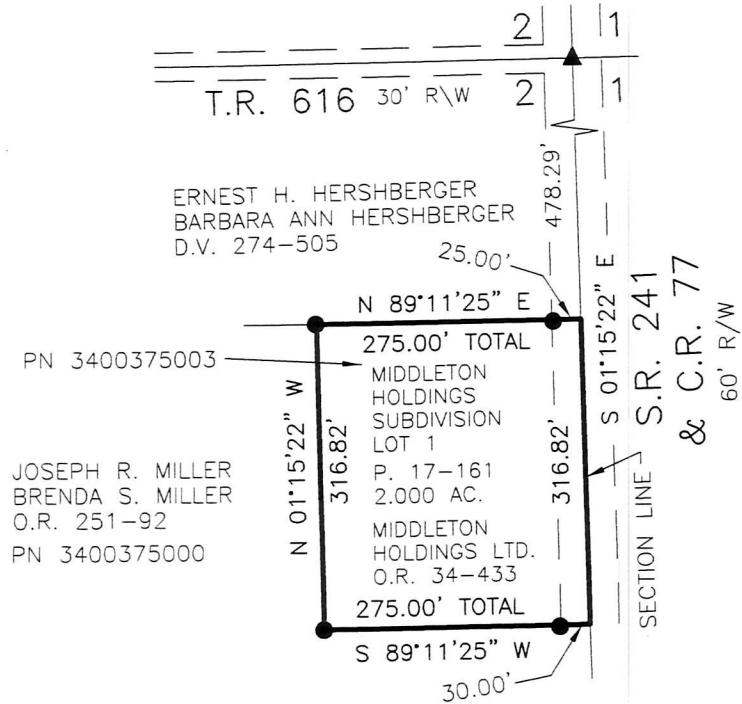 2 1
T.R. 616 30' R\W 2 1
478.29'
ERNEST H. HERSHBERGER
BARBARA ANN HERSHBERGER
D.V. 274-505
25.00'
N 89°11'25" E
275.00' TOTAL
PN 3400375003
MIDDLETON
HOLDINGS
SUBDIVISION
LOT 1
P. 17-161
2.000 AC.
MIDDLETON
HOLDINGS LTD.
O.R. 34-433
N 01°15'22" W
316.82'
316.82'
S 01°15'22" E
S.R. 241
& C.R. 77
60' R/W
SECTION LINE
JOSEPH R. MILLER
BRENDA S. MILLER
O.R. 251-92
PN 3400375000
275.00' TOTAL
S 89°11'25" W
30.00'